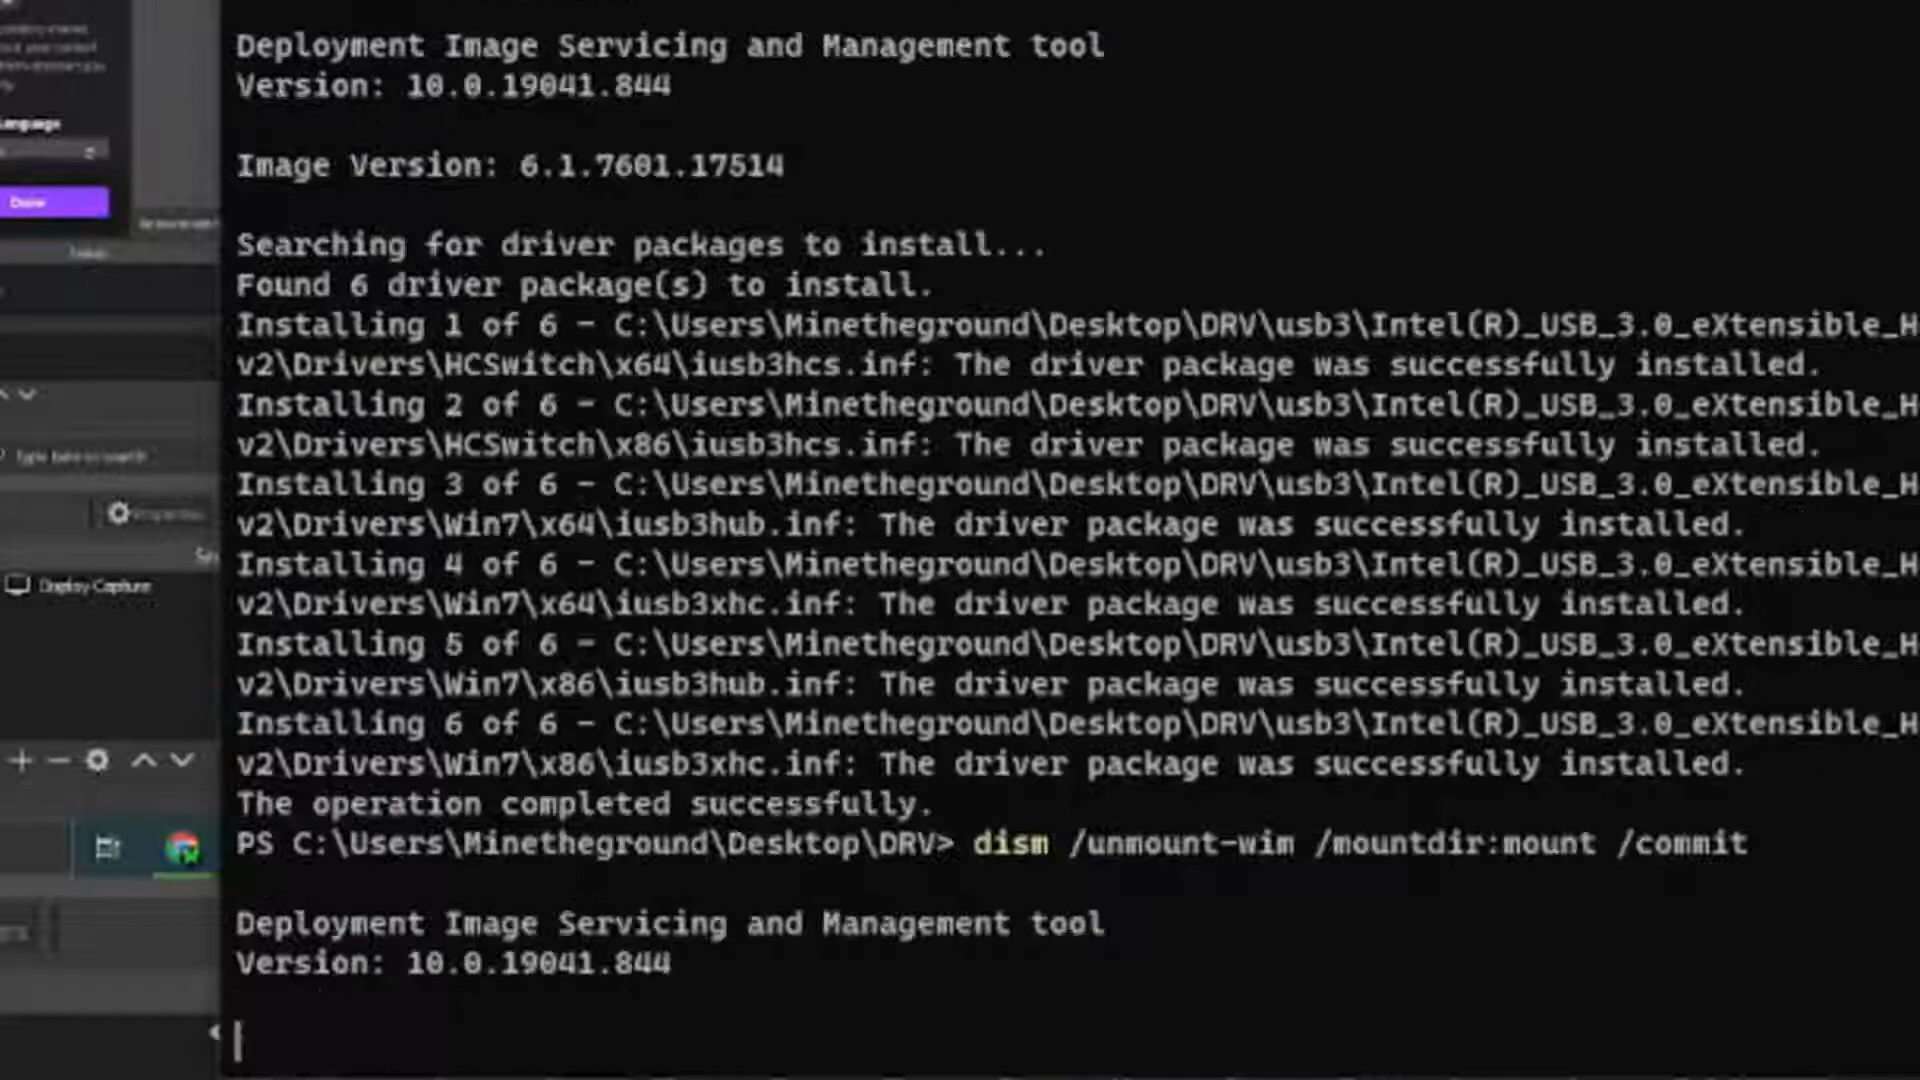 Deployment Image Servicing and Management tool
Version: 10.0.19041.844
Image Version: 6.1.7601.17514
Searching for driver packages to install...
Found 6 driver package(s) to install.
Installing 1 of 6 - C:\Users\Minetheground\Desktop\DRV\usb3\Intel(R)_USB_3.0_eXtensible_H
v2\Drivers\HCSwitch\x64\iusb3hcs.inf: The driver package was successfully installed.
Installing 2 of 6 - C:\Users\Minetheground\Desktop\DRV\usb3\Intel(R)_USB_3.0_eXtensible_H
v2\Drivers\HCSwitch\x86\iusb3hcs.inf: The driver package was successfully installed.
Installing 3 of 6 - C:\Users\Minetheground\Desktop\DRV\usb3\Intel(R)_USB_3.0_eXtensible_H
v2\Drivers\Win7\x64\iusb3hub.inf: The driver package was successfully installed.
Installing 4 of 6 - C:\Users\Minetheground\Desktop\DRV\usb3\Intel(R)_USB_3.0_eXtensible_H
v2\Drivers\Win7\x64\iusb3xhc.inf: The driver package was successfully installed.
Installing 5 of 6 - C:\Users\Minetheground\Desktop\DRV\usb3\Intel(R)_USB_3.0_eXtensible_H
v2\Drivers\Win7\x86\iusb3hub.inf: The driver package was successfully installed.
Installing 6 of 6 - C:\Users\Minetheground\Desktop\DRV\usb3\Intel(R)_USB_3.0_eXtensible_H
v2\Drivers\Win7\x86\iusb3xhc.inf: The driver package was successfully installed.
The operation completed successfully.
PS C:\Users\Minetheground\Desktop\DRV> dism /unmount-wim /mountdir:mount /commit
Deployment Image Servicing and Management tool
Version: 10.0.19041.844
Language
Done
Type here to search
Properties
Display Capture